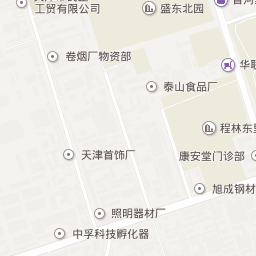 工贸有限公司
盛东北园
卷烟厂物资部
华联
泰山食品厂
程林东里
天津首饰厂
康安堂门诊部
旭成钢材
照明器材厂
中孚科技孵化器